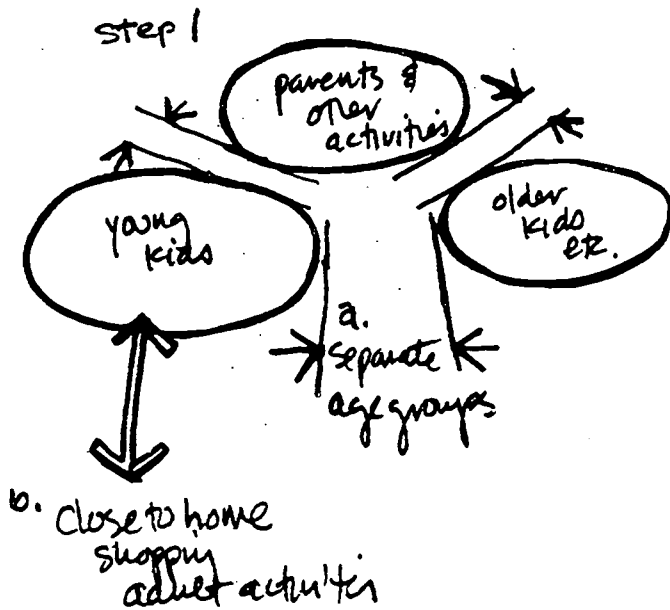 step 1
parents &
other
activities
young
kids
older
kids
etc.
a.
separate
age groups
b. close to home
shopping
adult activities